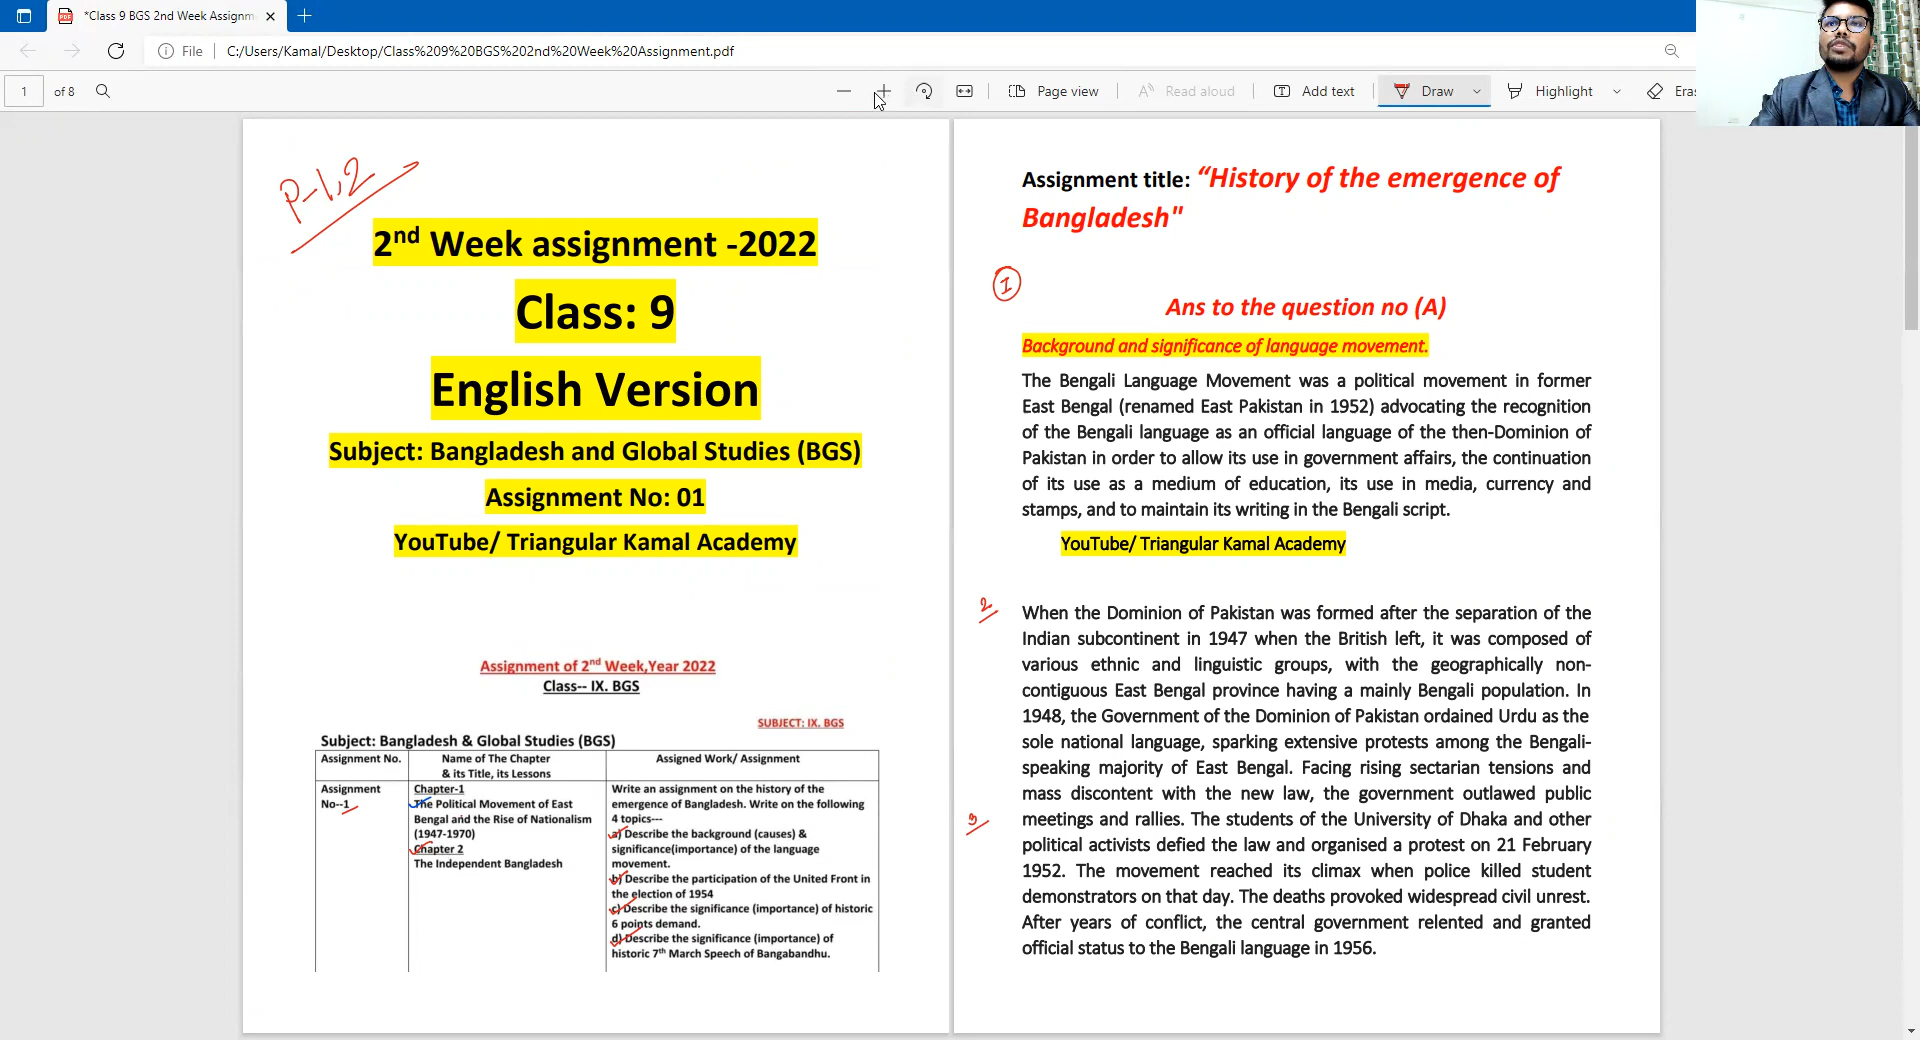 *Class 9 BGS 2nd Week Assignm
File
C:/Users/Kamal/Desktop/Class%209%20BGS%202nd%20Week%20Assignment.pdf
1 of 8
Page view
Read aloud
Add text
Draw
Highlight
Eras
P-1,2
2nd Week assignment -2022
Class: 9
English Version
Subject: Bangladesh and Global Studies (BGS)
Assignment No: 01
YouTube/ Triangular Kamal Academy
Assignment of 2nd Week,Year 2022
Class-- IX. BGS
SUBJECT: IX. BGS
Subject: Bangladesh & Global Studies (BGS)
Assignment No.
Name of The Chapter
& its Title, its Lessons
Assigned Work/ Assignment
Assignment
No--1
Chapter-1
The Political Movement of East
Bengal and the Rise of Nationalism
(1947-1970)
Chapter 2
The Independent Bangladesh
Write an assignment on the history of the
emergence of Bangladesh. Write on the following
4 topics---
a) Describe the background (causes) &
significance(importance) of the language
movement.
b) Describe the participation of the United Front in
the election of 1954
c) Describe the significance (importance) of historic
6 points demand.
d) Describe the significance (importance) of
historic 7th March Speech of Bangabandhu.
Assignment title: “History of the emergence of
Bangladesh"
1
Ans to the question no (A)
Background and significance of language movement.
The Bengali Language Movement was a political movement in former
East Bengal (renamed East Pakistan in 1952) advocating the recognition
of the Bengali language as an official language of the then-Dominion of
Pakistan in order to allow its use in government affairs, the continuation
of its use as a medium of education, its use in media, currency and
stamps, and to maintain its writing in the Bengali script.
YouTube/ Triangular Kamal Academy
2
When the Dominion of Pakistan was formed after the separation of the
Indian subcontinent in 1947 when the British left, it was composed of
various ethnic and linguistic groups, with the geographically non-
contiguous East Bengal province having a mainly Bengali population. In
1948, the Government of the Dominion of Pakistan ordained Urdu as the
sole national language, sparking extensive protests among the Bengali-
speaking majority of East Bengal. Facing rising sectarian tensions and
mass discontent with the new law, the government outlawed public
3
meetings and rallies. The students of the University of Dhaka and other
political activists defied the law and organised a protest on 21 February
1952. The movement reached its climax when police killed student
demonstrators on that day. The deaths provoked widespread civil unrest.
After years of conflict, the central government relented and granted
official status to the Bengali language in 1956.